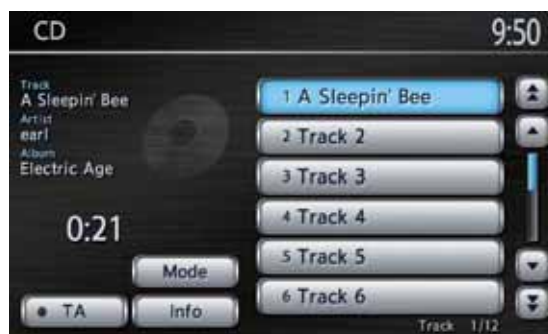 CD
9:50
Track
A Sleepin' Bee
Artist
earl
Album
Electric Age
0:21
Mode
TA
Info
1 A Sleepin' Bee
2 Track 2
3 Track 3
4 Track 4
5 Track 5
6 Track 6
Track 1/12